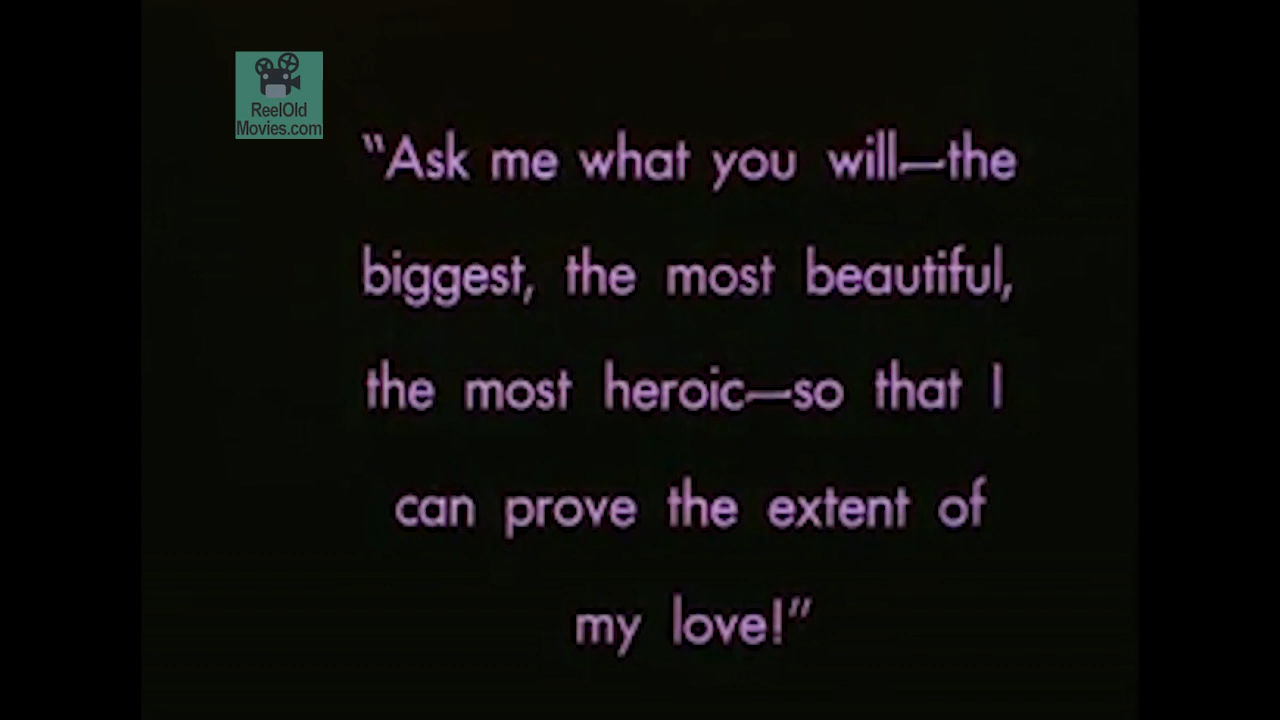 ReelOld
Movies.com
"Ask me what you will—the
biggest, the most beautiful,
the most heroic—so that I
can prove the extent of
my love!"